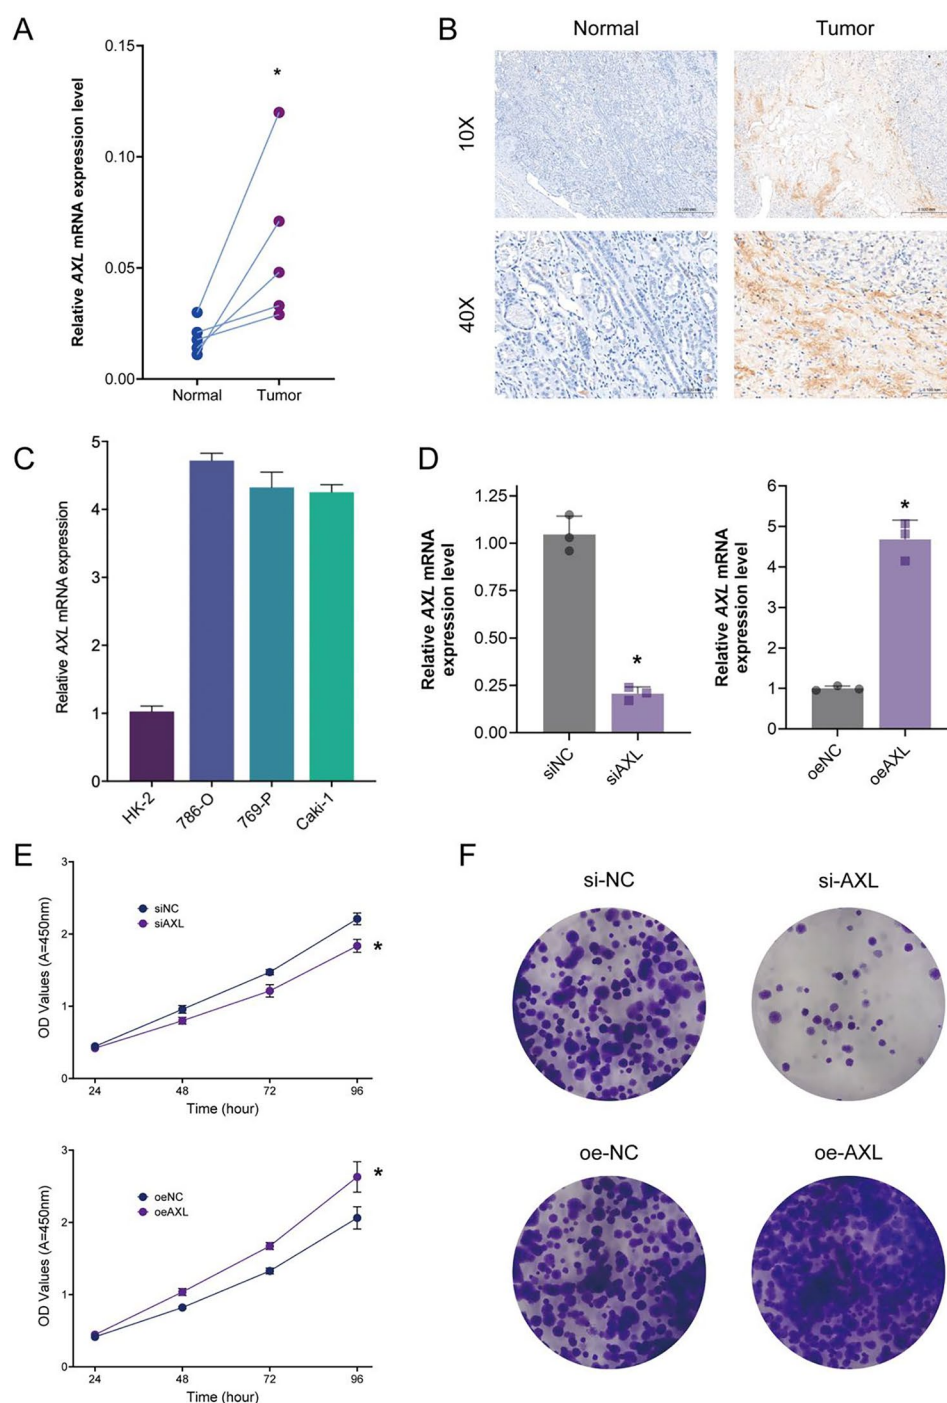 A
Relative AXL mRNA expression level
0.15
0.10
0.05
0.00
*
Normal
Tumor
B
Normal
Tumor
10X
40X
C
Relative AXL mRNA expression
5
4
3
2
1
0
HK-2
786-O
769-P
Caki-1
D
Relative AXL mRNA
expression level
1.25
1.00
0.75
0.50
0.25
0.00
*
siNC
siAXL
Relative AXL mRNA
expression level
6
5
4
3
2
1
0
*
oeNC
oeAXL
E
OD Values (A=450nm)
3
2
1
0
siNC
siAXL
*
24
48
72
96
Time (hour)
OD Values (A=450nm)
3
2
1
0
oeNC
oeAXL
*
24
48
72
96
Time (hour)
F
si-NC
si-AXL
oe-NC
oe-AXL